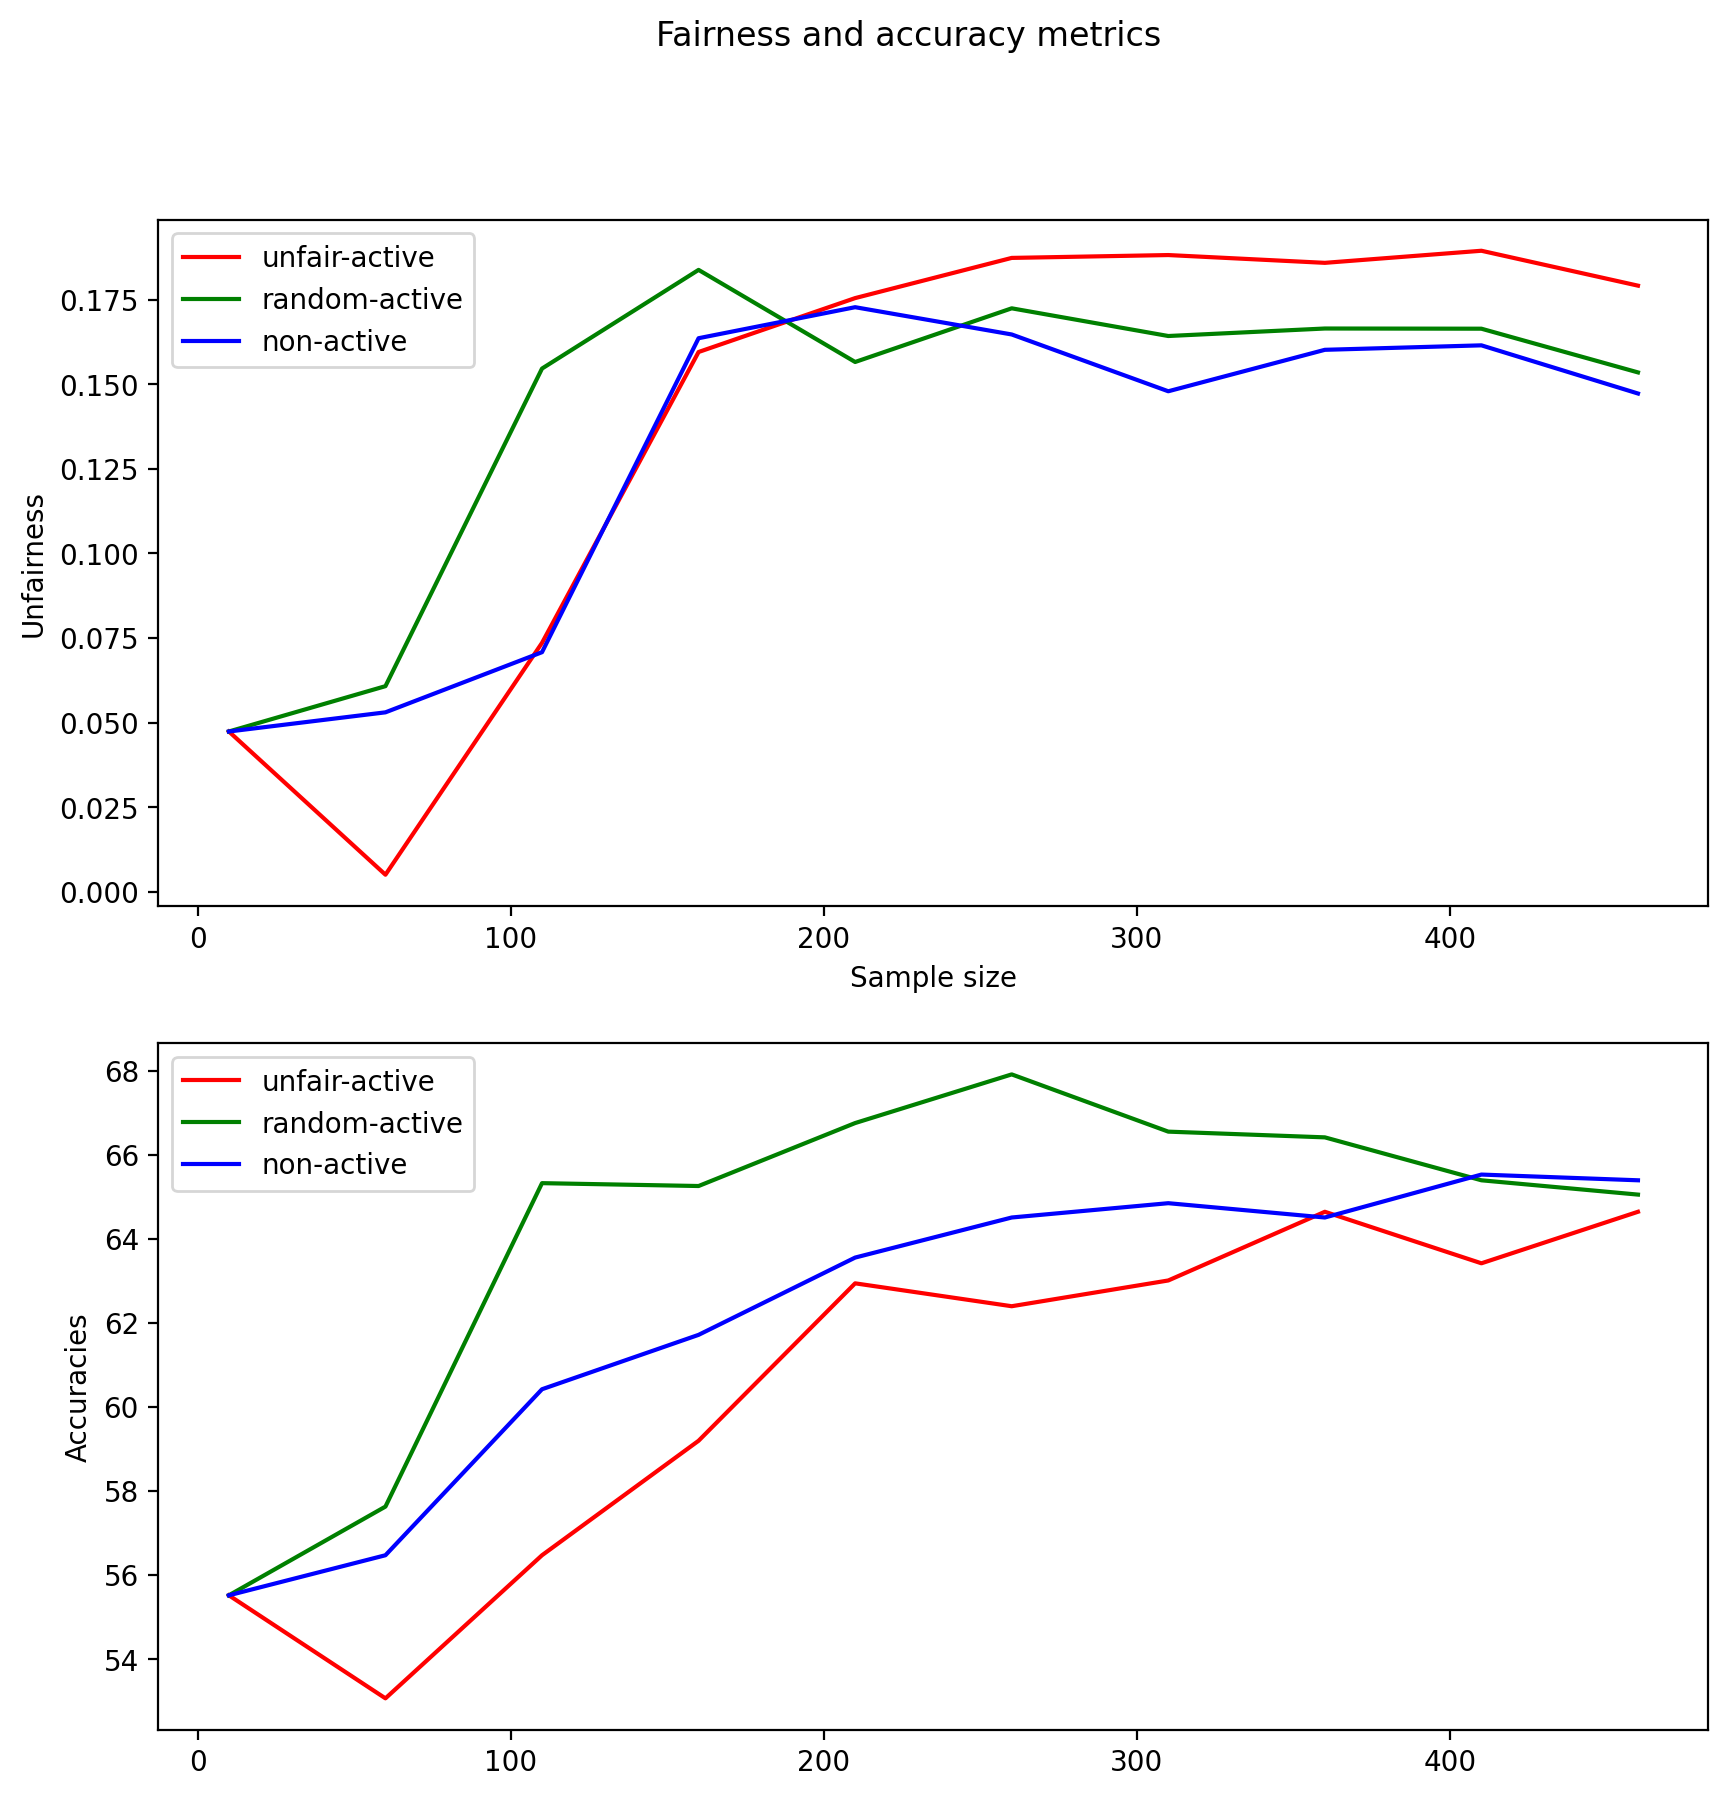 Fairness and accuracy metrics
unfair-active
random-active
non-active
0.175
0.150
0.125
0.100
0.075
0.050
0.025
0.000
Unfairness
0 100 200 300 400
Sample size
unfair-active
random-active
non-active
68
66
64
62
60
58
56
54
Accuracies
0 100 200 300 400